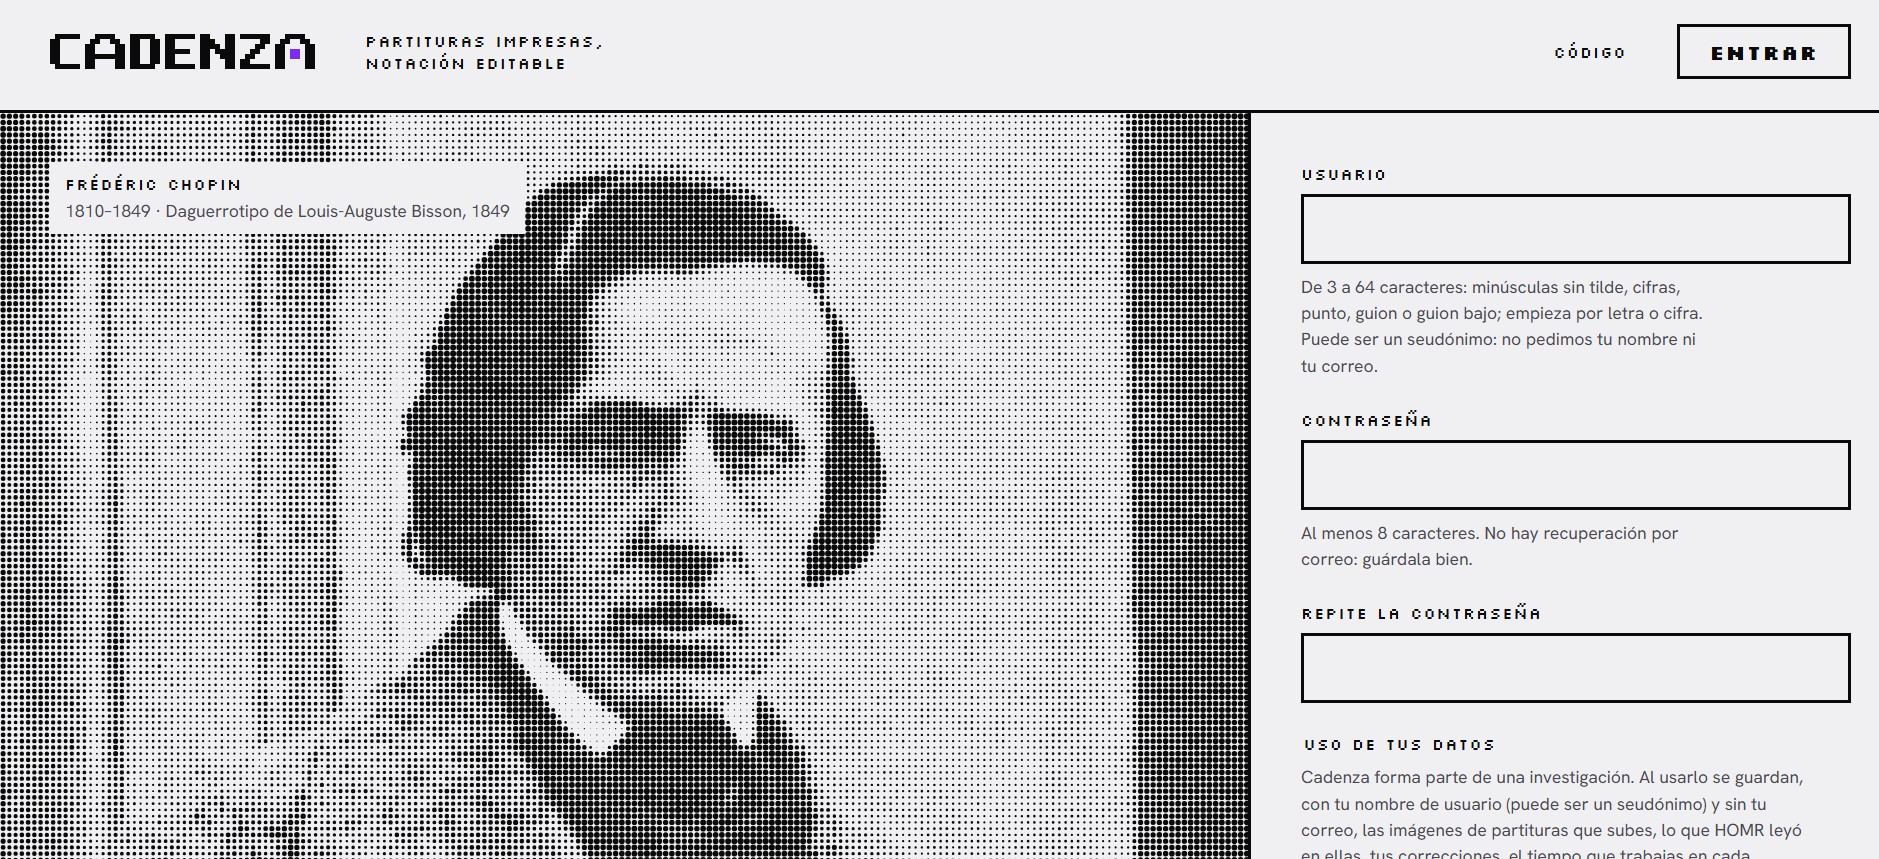 CADENZA
PARTITURAS IMPRESAS,
NOTACIÓN EDITABLE
CÓDIGO
ENTRAR
FRÉDÉRIC CHOPIN
1810–1849 · Daguerrotipo de Louis-Auguste Bisson, 1849
USUARIO
De 3 a 64 caracteres: minúsculas sin tilde, cifras,
punto, guion o guion bajo; empieza por letra o cifra.
Puede ser un seudónimo: no pedimos tu nombre ni
tu correo.
CONTRASEÑA
Al menos 8 caracteres. No hay recuperación por
correo: guárdala bien.
REPITE LA CONTRASEÑA
USO DE TUS DATOS
Cadenza forma parte de una investigación. Al usarlo se guardan,
con tu nombre de usuario (puede ser un seudónimo) y sin tu
correo, las imágenes de partituras que subes, lo que HOMR leyó
en ellas, tus correcciones, el tiempo que trabajas en cada